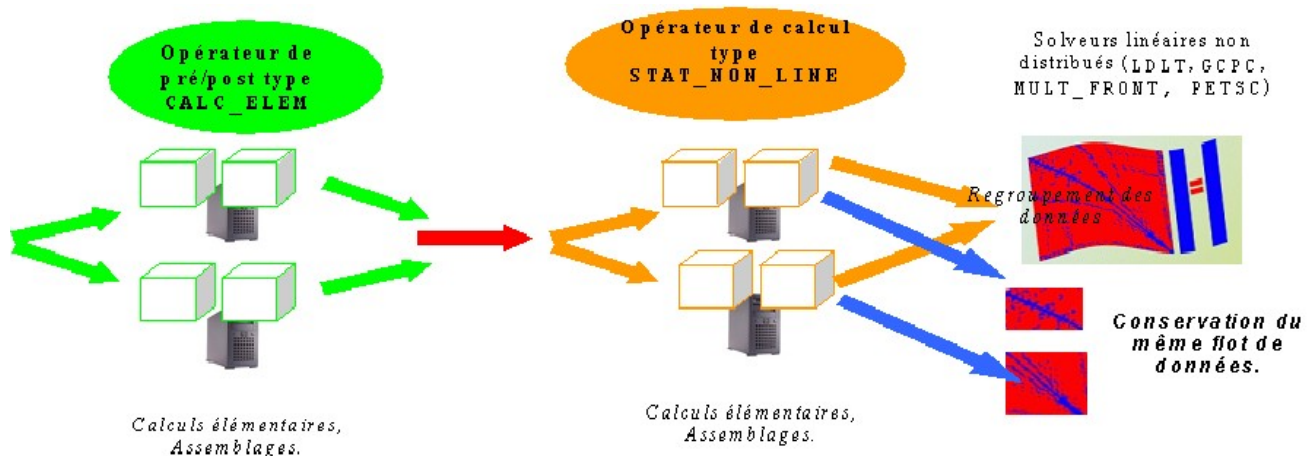 Opérateur de
pré/post type
CALC_ELEM
Opérateur de calcul
type
STAT_NON_LINE
Solveurs linéaires non
distribués (LDLT, GCPC,
MULT_FRONT, PETSC)
Regroupement des
données
Conservation du
même flot de
données.
Calculs élémentaires,
Assemblages.
Calculs élémentaires,
Assemblages.